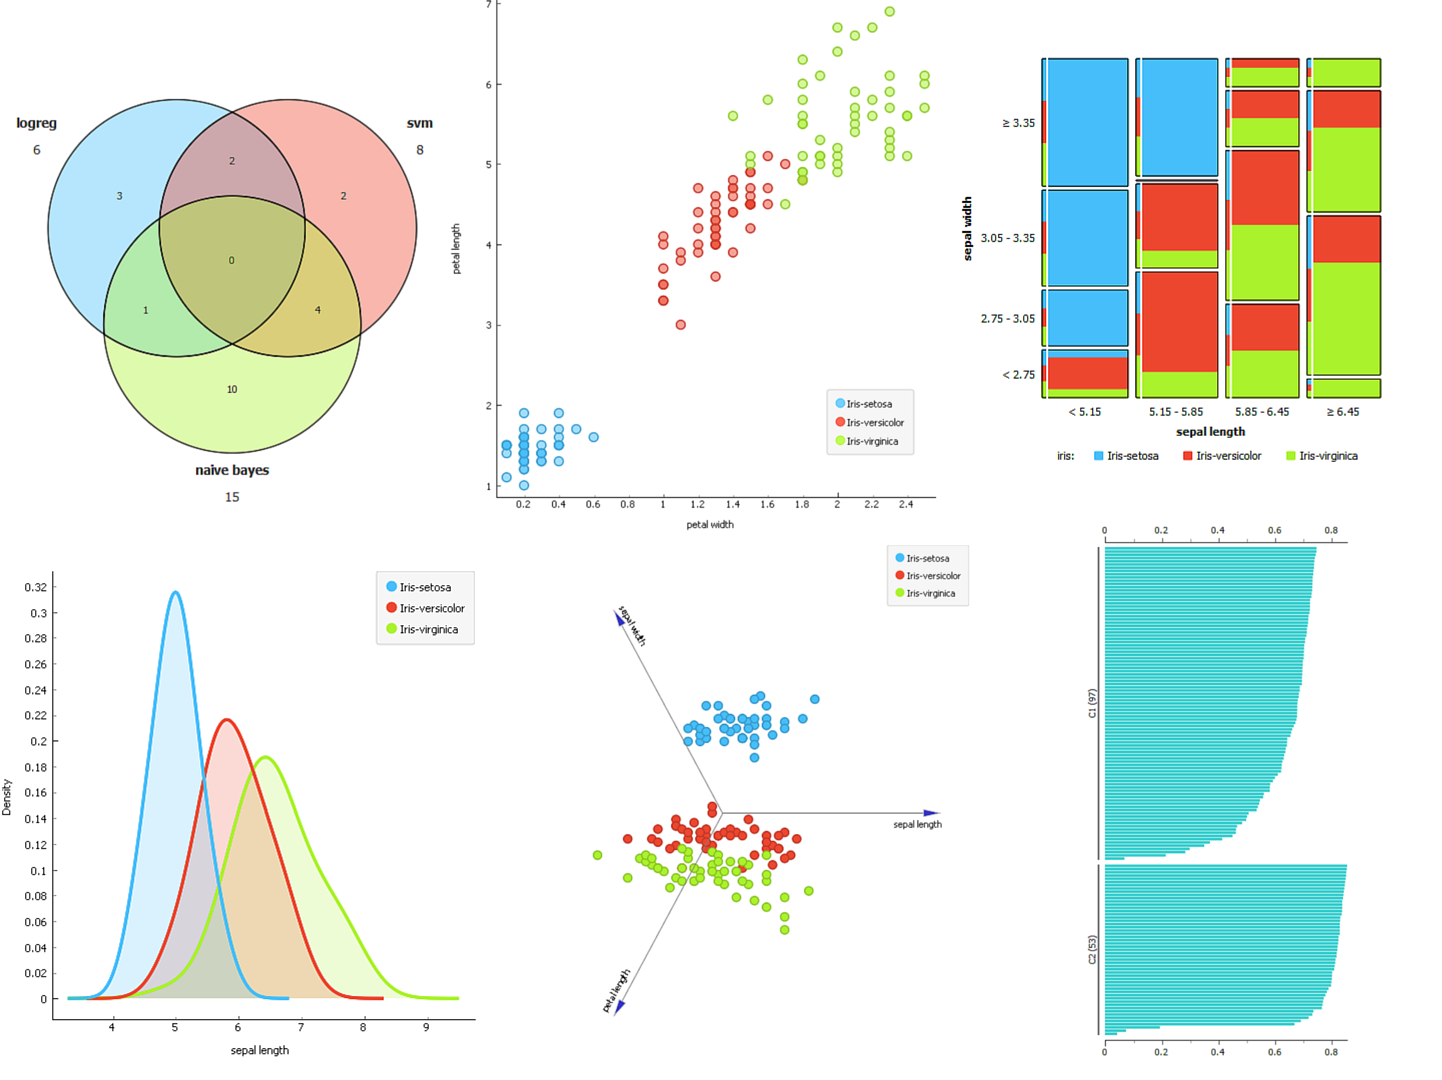 logreg
6
svm
8
3
2
2
0
1
4
10
naive bayes
15
7
6
5
4
3
2
1
petal length
0.2 0.4 0.6 0.8 1 1.2 1.4 1.6 1.8 2 2.2 2.4
petal width
Iris-setosa
Iris-versicolor
Iris-virginica
≥ 3.35
3.05 - 3.35
2.75 - 3.05
< 2.75
sepal width
< 5.15 5.15 - 5.85 5.85 - 6.45 ≥ 6.45
sepal length
iris: Iris-setosa Iris-versicolor Iris-virginica
0.32
0.3
0.28
0.26
0.24
0.22
0.2
0.18
0.16
0.14
0.12
0.1
0.08
0.06
0.04
0.02
0
Density
4 5 6 7 8 9
sepal length
Iris-setosa
Iris-versicolor
Iris-virginica
Iris-setosa
Iris-versicolor
Iris-virginica
sepal width
sepal length
petal length
0 0.2 0.4 0.6 0.8
C1 (97)
C2 (53)
0 0.2 0.4 0.6 0.8